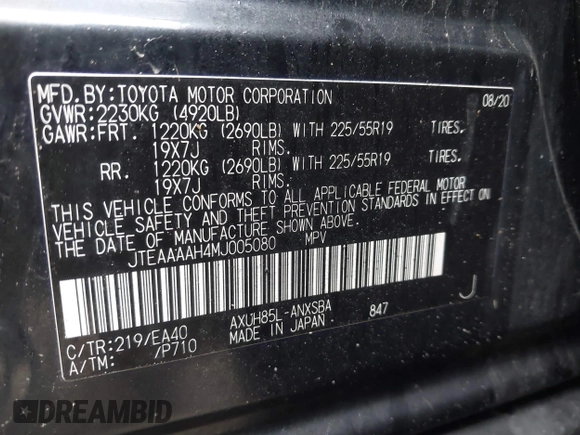 MFD.BY:TOYOTA MOTOR CORPORATION 08/20
GVWR:2230KG (4920LB)
GAWR:FRT. 1220KG (2690LB) WITH 225/55R19 TIRES.
19X7J RIMS.
RR. 1220KG (2690LB) WITH 225/55R19 TIRES.
19X7J RIMS.
THIS VEHICLE CONFORMS TO ALL APPLICABLE FEDERAL MOTOR
VEHICLE SAFETY AND THEFT PREVENTION STANDARDS IN EFFECT ON
THE DATE OF MANUFACTURE SHOWN ABOVE.
JTEAAAAH4MJ005080 MPV
C/TR:219/EA40 AXUH85L-ANXSBA 847 J
A/TM: /P710 MADE IN JAPAN
DREAMBID